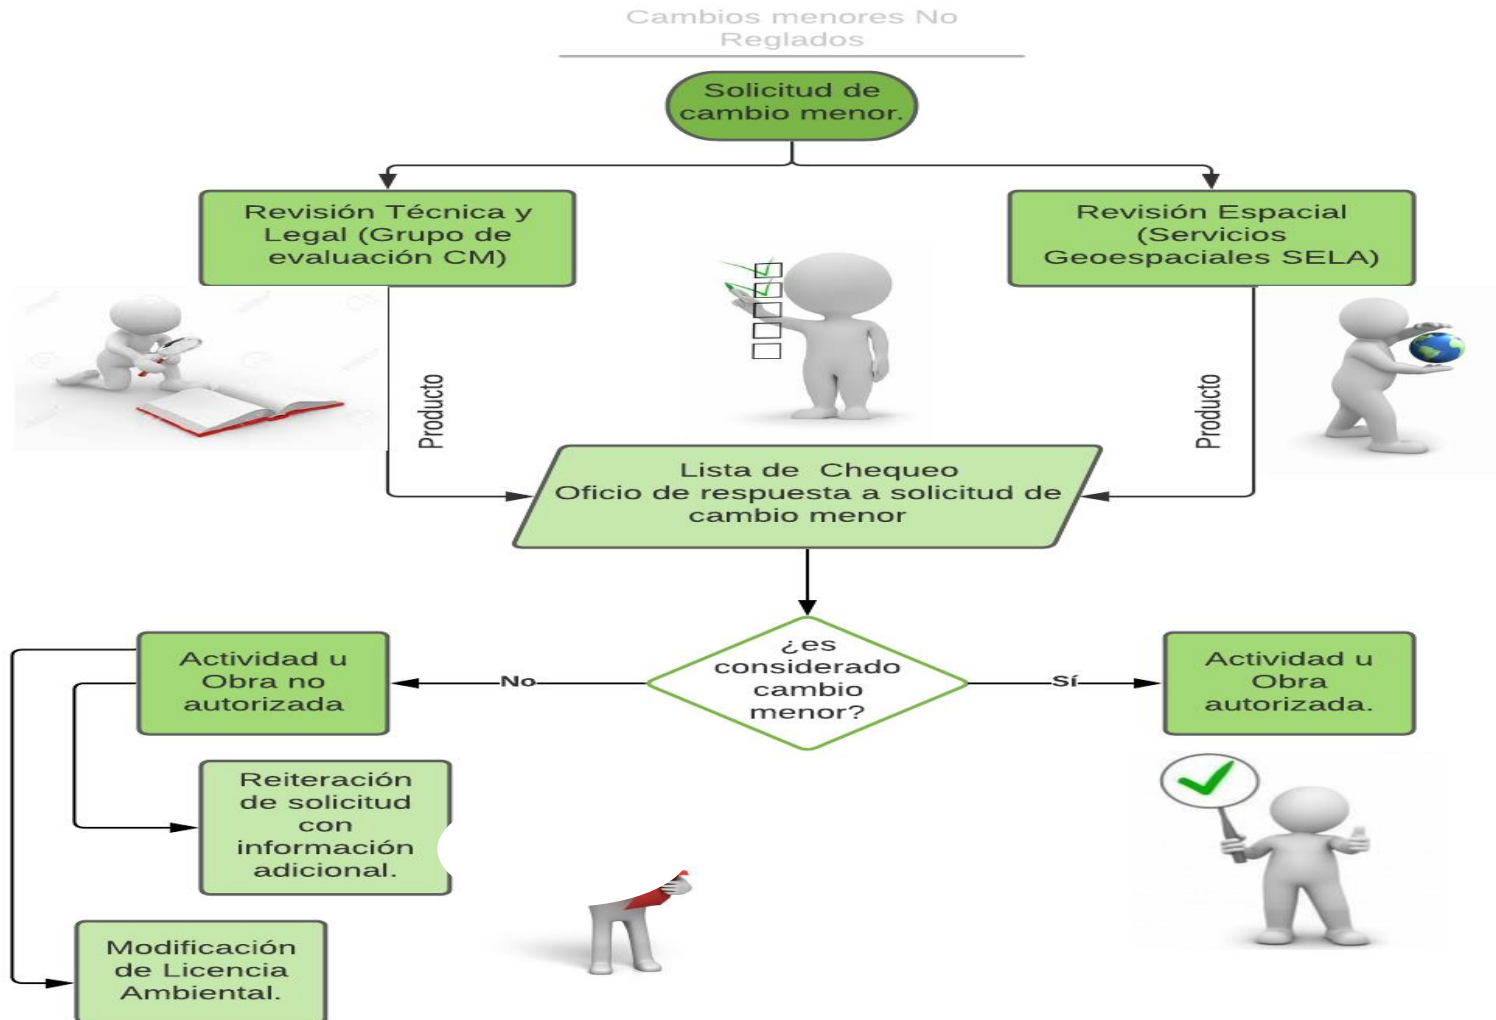 Cambios menores No
Reglados
Solicitud de
cambio menor.
Revisión Técnica y
Legal (Grupo de
evaluación CM)
Revisión Espacial
(Servicios
Geoespaciales SELA)
Producto
Producto
Lista de Chequeo
Oficio de respuesta a solicitud de
cambio menor
¿es
considerado
cambio
menor?
No
Sí
Actividad u
Obra no
autorizada
Actividad u
Obra
autorizada.
Reiteración
de solicitud
con
información
adicional.
Modificación
de Licencia
Ambiental.